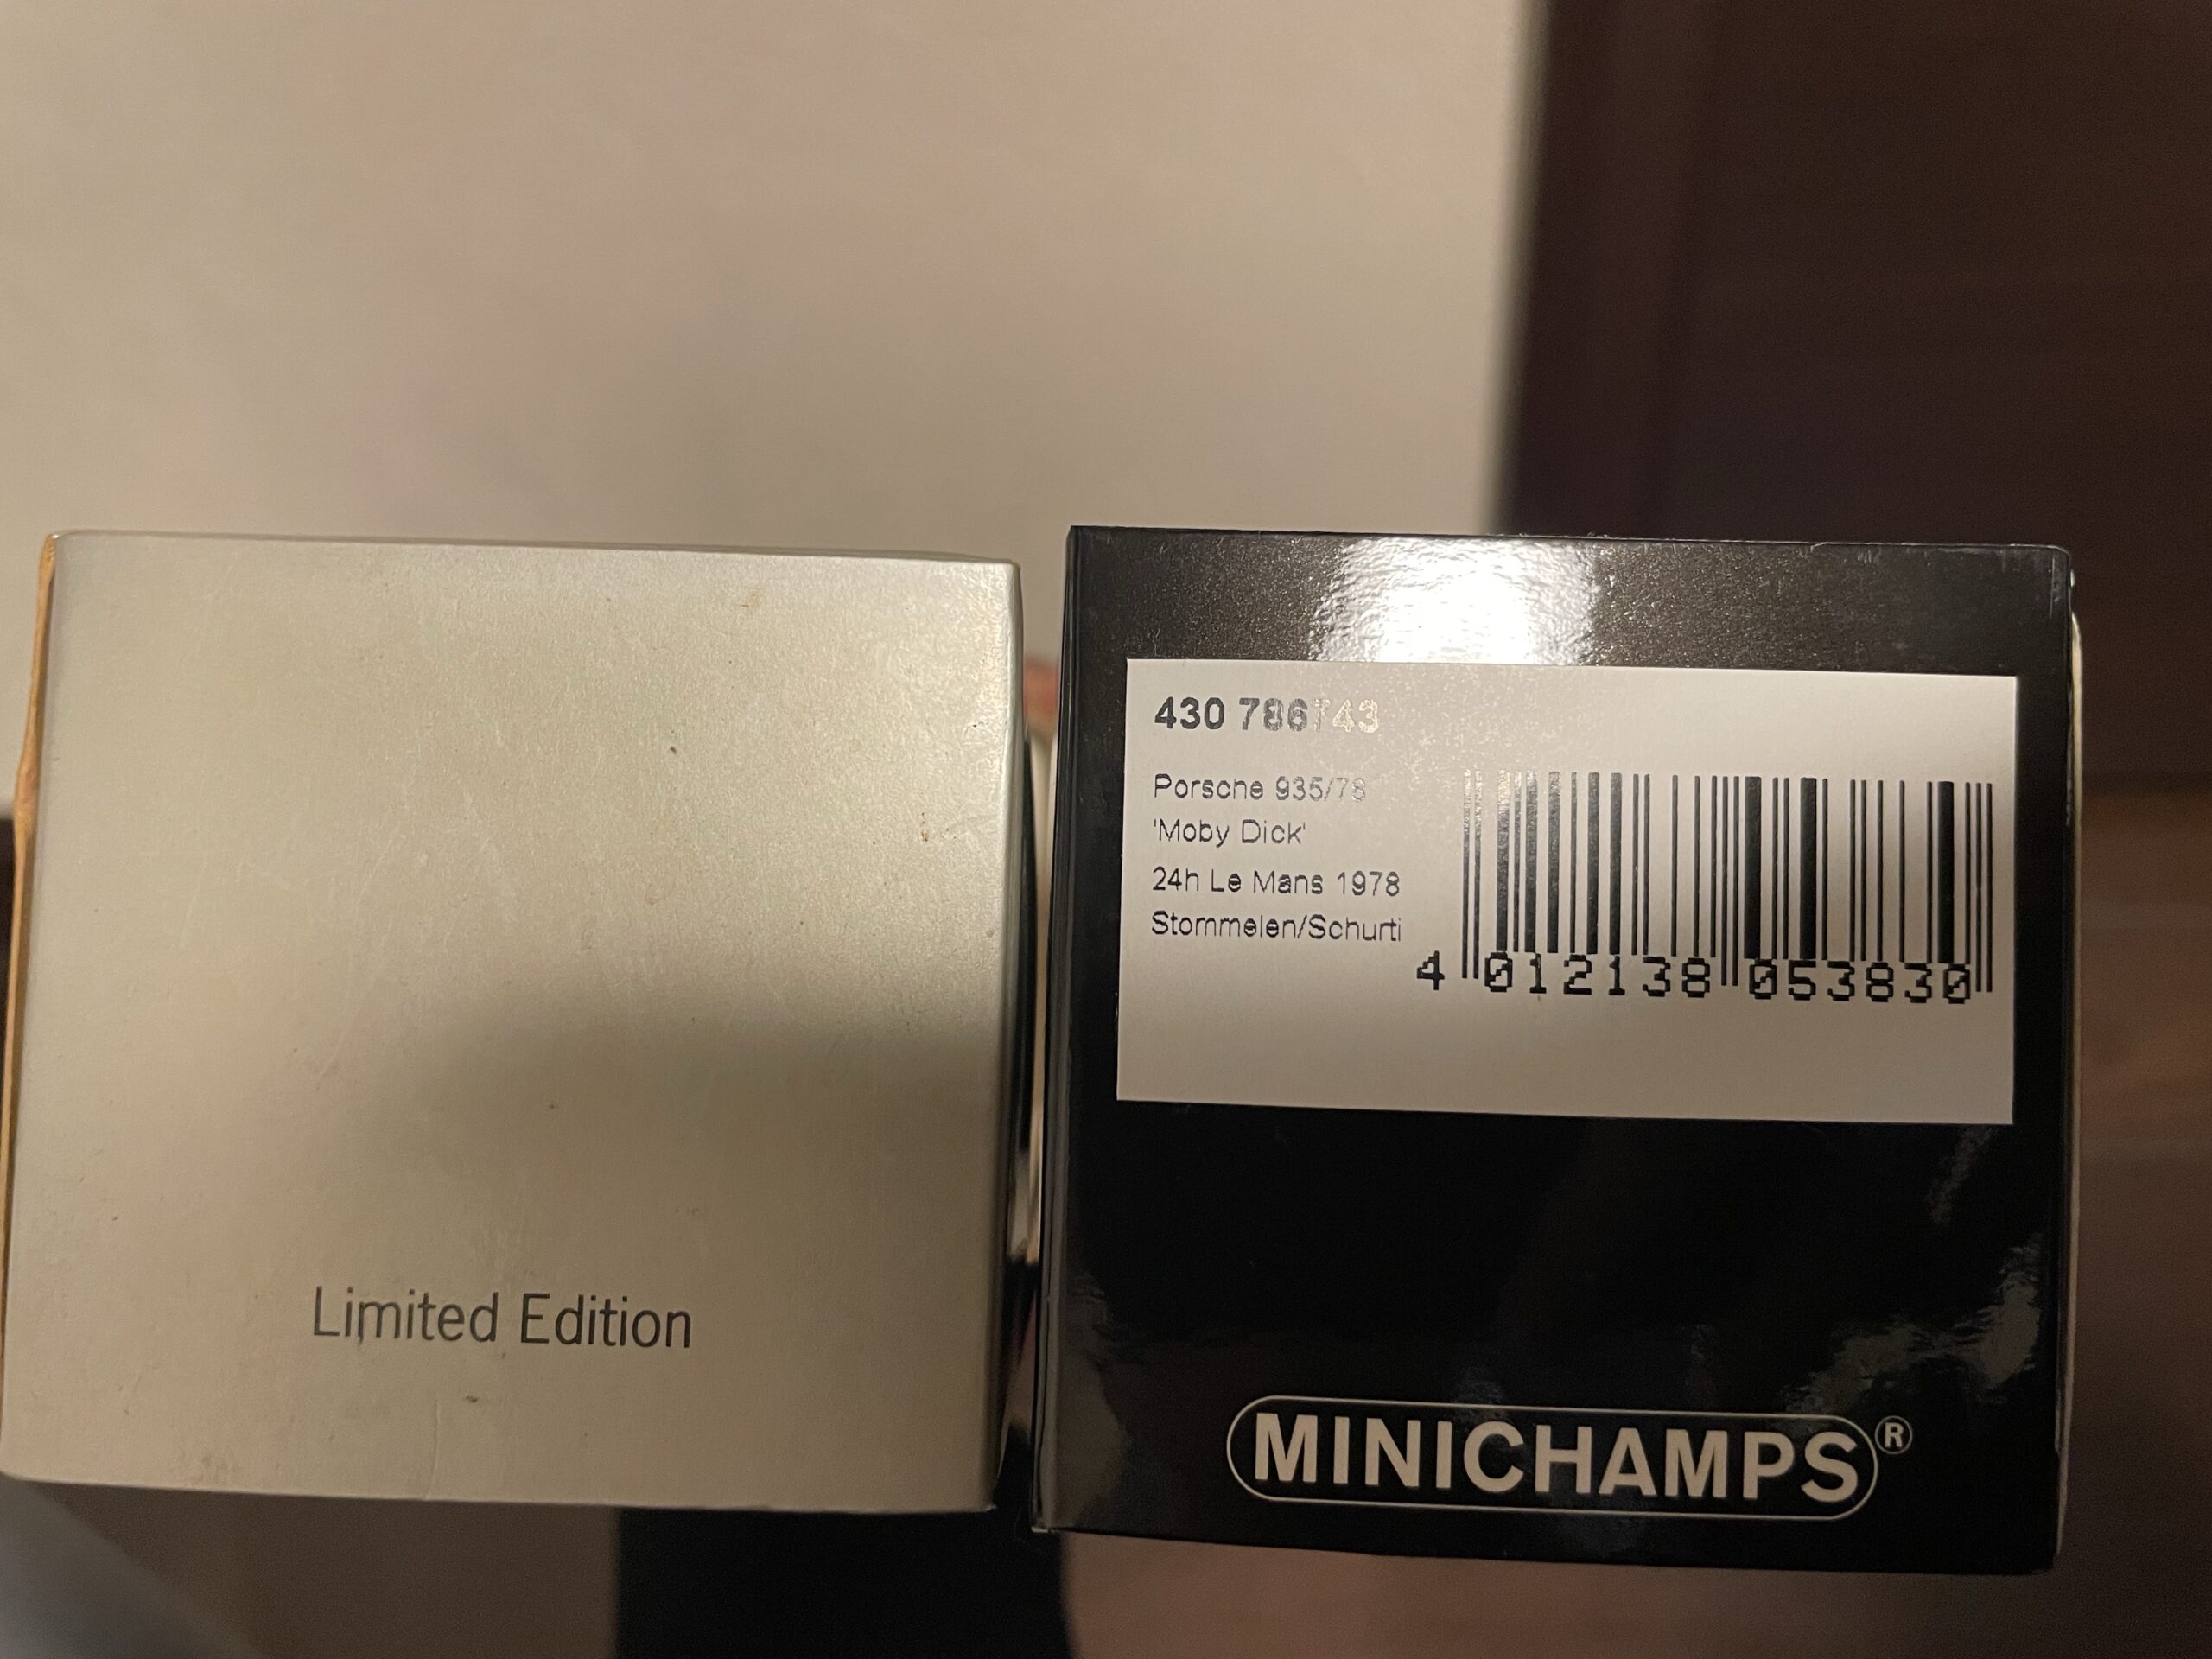 Limited Edition
430 786743
Porsche 935/78
'Moby Dick'
24h Le Mans 1978
Stommelen/Schurti
4 012138 053830
MINICHAMPS®